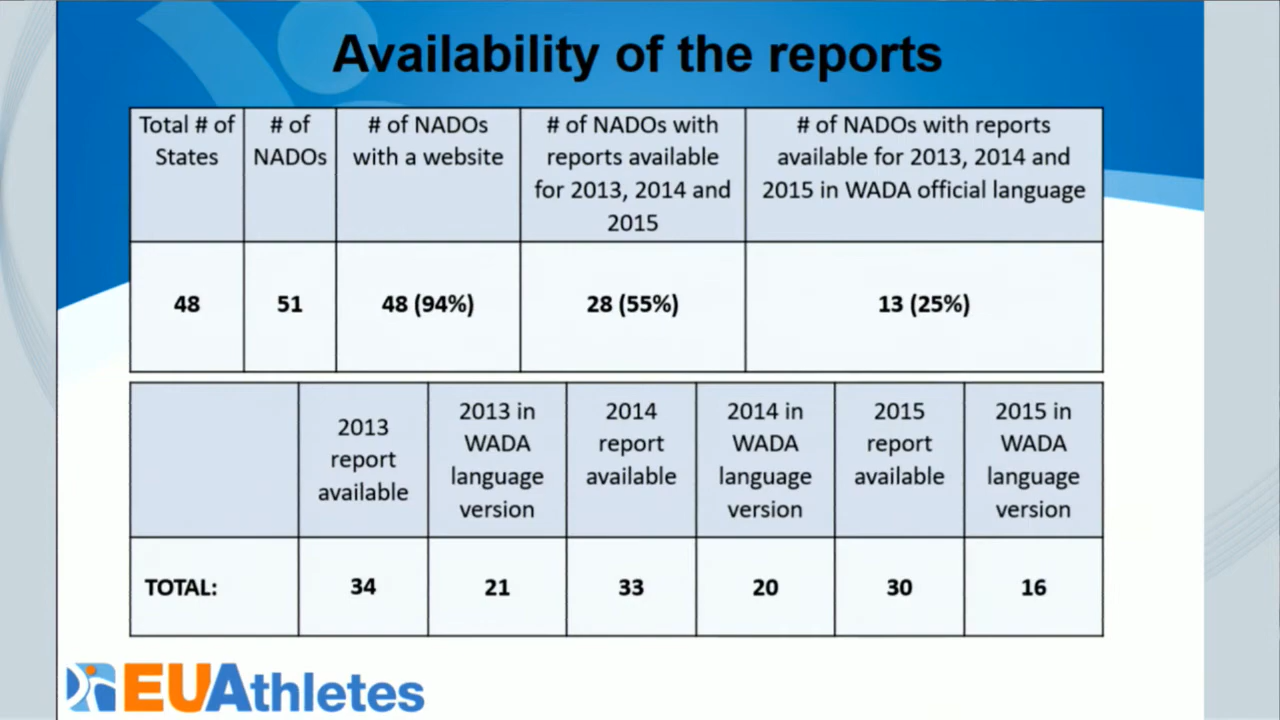 Availability of the reports
Total # of
States
# of
NADOs
# of NADOs
with a website
# of NADOs with
reports available
for 2013, 2014 and
2015
# of NADOs with reports
available for 2013, 2014 and
2015 in WADA official language
48
51
48 (94%)
28 (55%)
13 (25%)
2013
report
available
2013 in
WADA
language
version
2014
report
available
2014 in
WADA
language
version
2015
report
available
2015 in
WADA
language
version
TOTAL:
34
21
33
20
30
16
EUAthletes